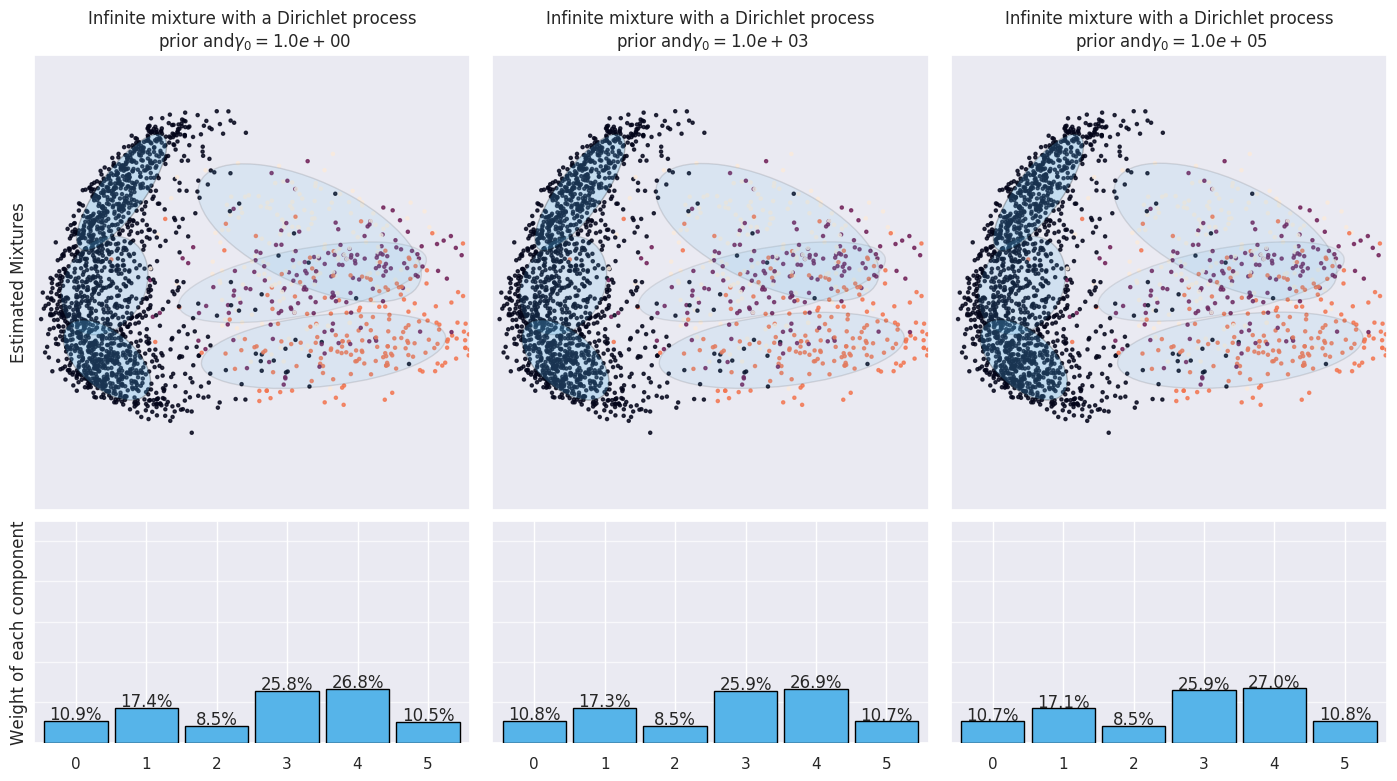 Infinite mixture with a Dirichlet process
prior andγ₀ = 1.0e + 00
Infinite mixture with a Dirichlet process
prior andγ₀ = 1.0e + 03
Infinite mixture with a Dirichlet process
prior andγ₀ = 1.0e + 05
Estimated Mixtures
Weight of each component
10.9% 17.4% 8.5% 25.8% 26.8% 10.5%
0 1 2 3 4 5
10.8% 17.3% 8.5% 25.9% 26.9% 10.7%
0 1 2 3 4 5
10.7% 17.1% 8.5% 25.9% 27.0% 10.8%
0 1 2 3 4 5